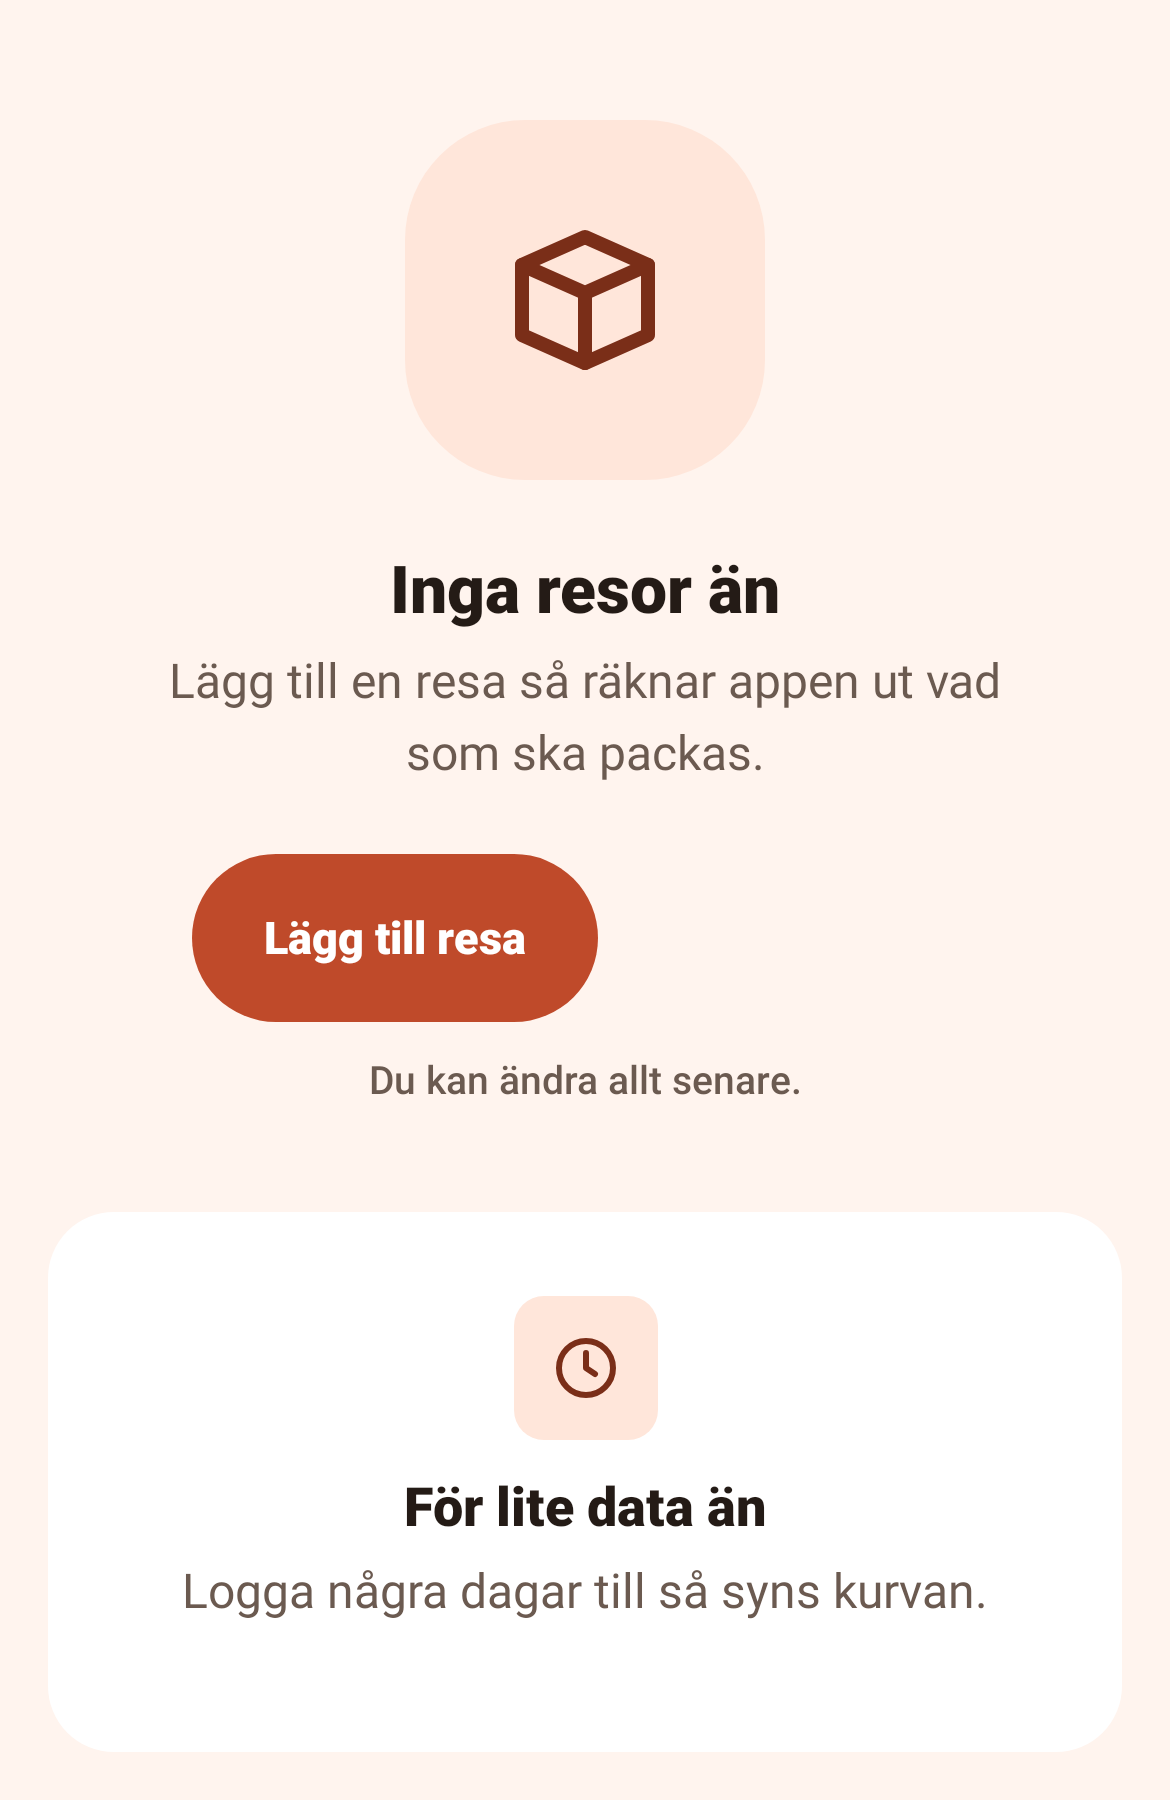 Inga resor än
Lägg till en resa så räknar appen ut vad
som ska packas.
Lägg till resa
Du kan ändra allt senare.
För lite data än
Logga några dagar till så syns kurvan.